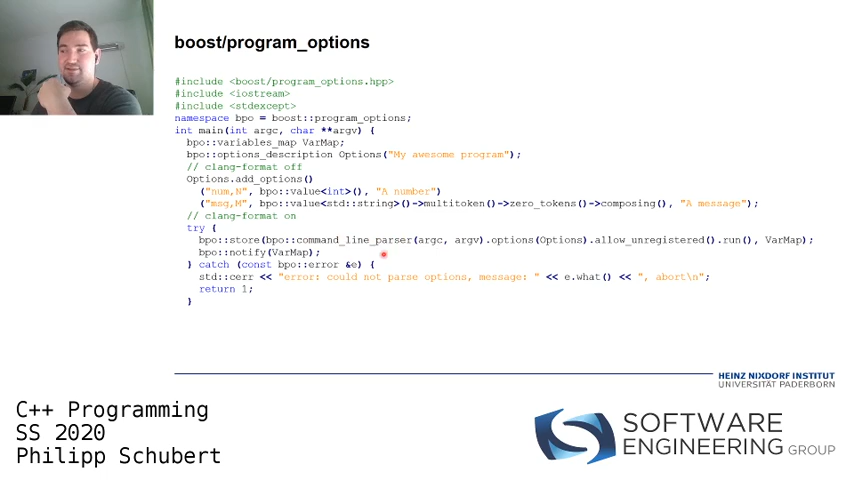 boost/program_options
#include <boost/program_options.hpp>
#include <iostream>
#include <stdexcept>
namespace bpo = boost::program_options;
int main(int argc, char **argv) {
  bpo::variables_map VarMap;
  bpo::options_description Options("My awesome program");
  // clang-format off
  Options.add_options()
    ("num,N", bpo::value<int>(), "A number")
    ("msg,M", bpo::value<std::string>()->multitoken()->zero_tokens()->composing(), "A message");
  // clang-format on
  try {
    bpo::store(bpo::command_line_parser(argc, argv).options(Options).allow_unregistered().run(), VarMap);
    bpo::notify(VarMap);
  } catch (const bpo::error &e) {
    std::cerr << "error: could not parse options, message: " << e.what() << ", abort\n";
    return 1;
  }
HEINZ NIXDORF INSTITUT
UNIVERSITÄT PADERBORN
C++ Programming
SS 2020
Philipp Schubert
SOFTWARE
ENGINEERING GROUP